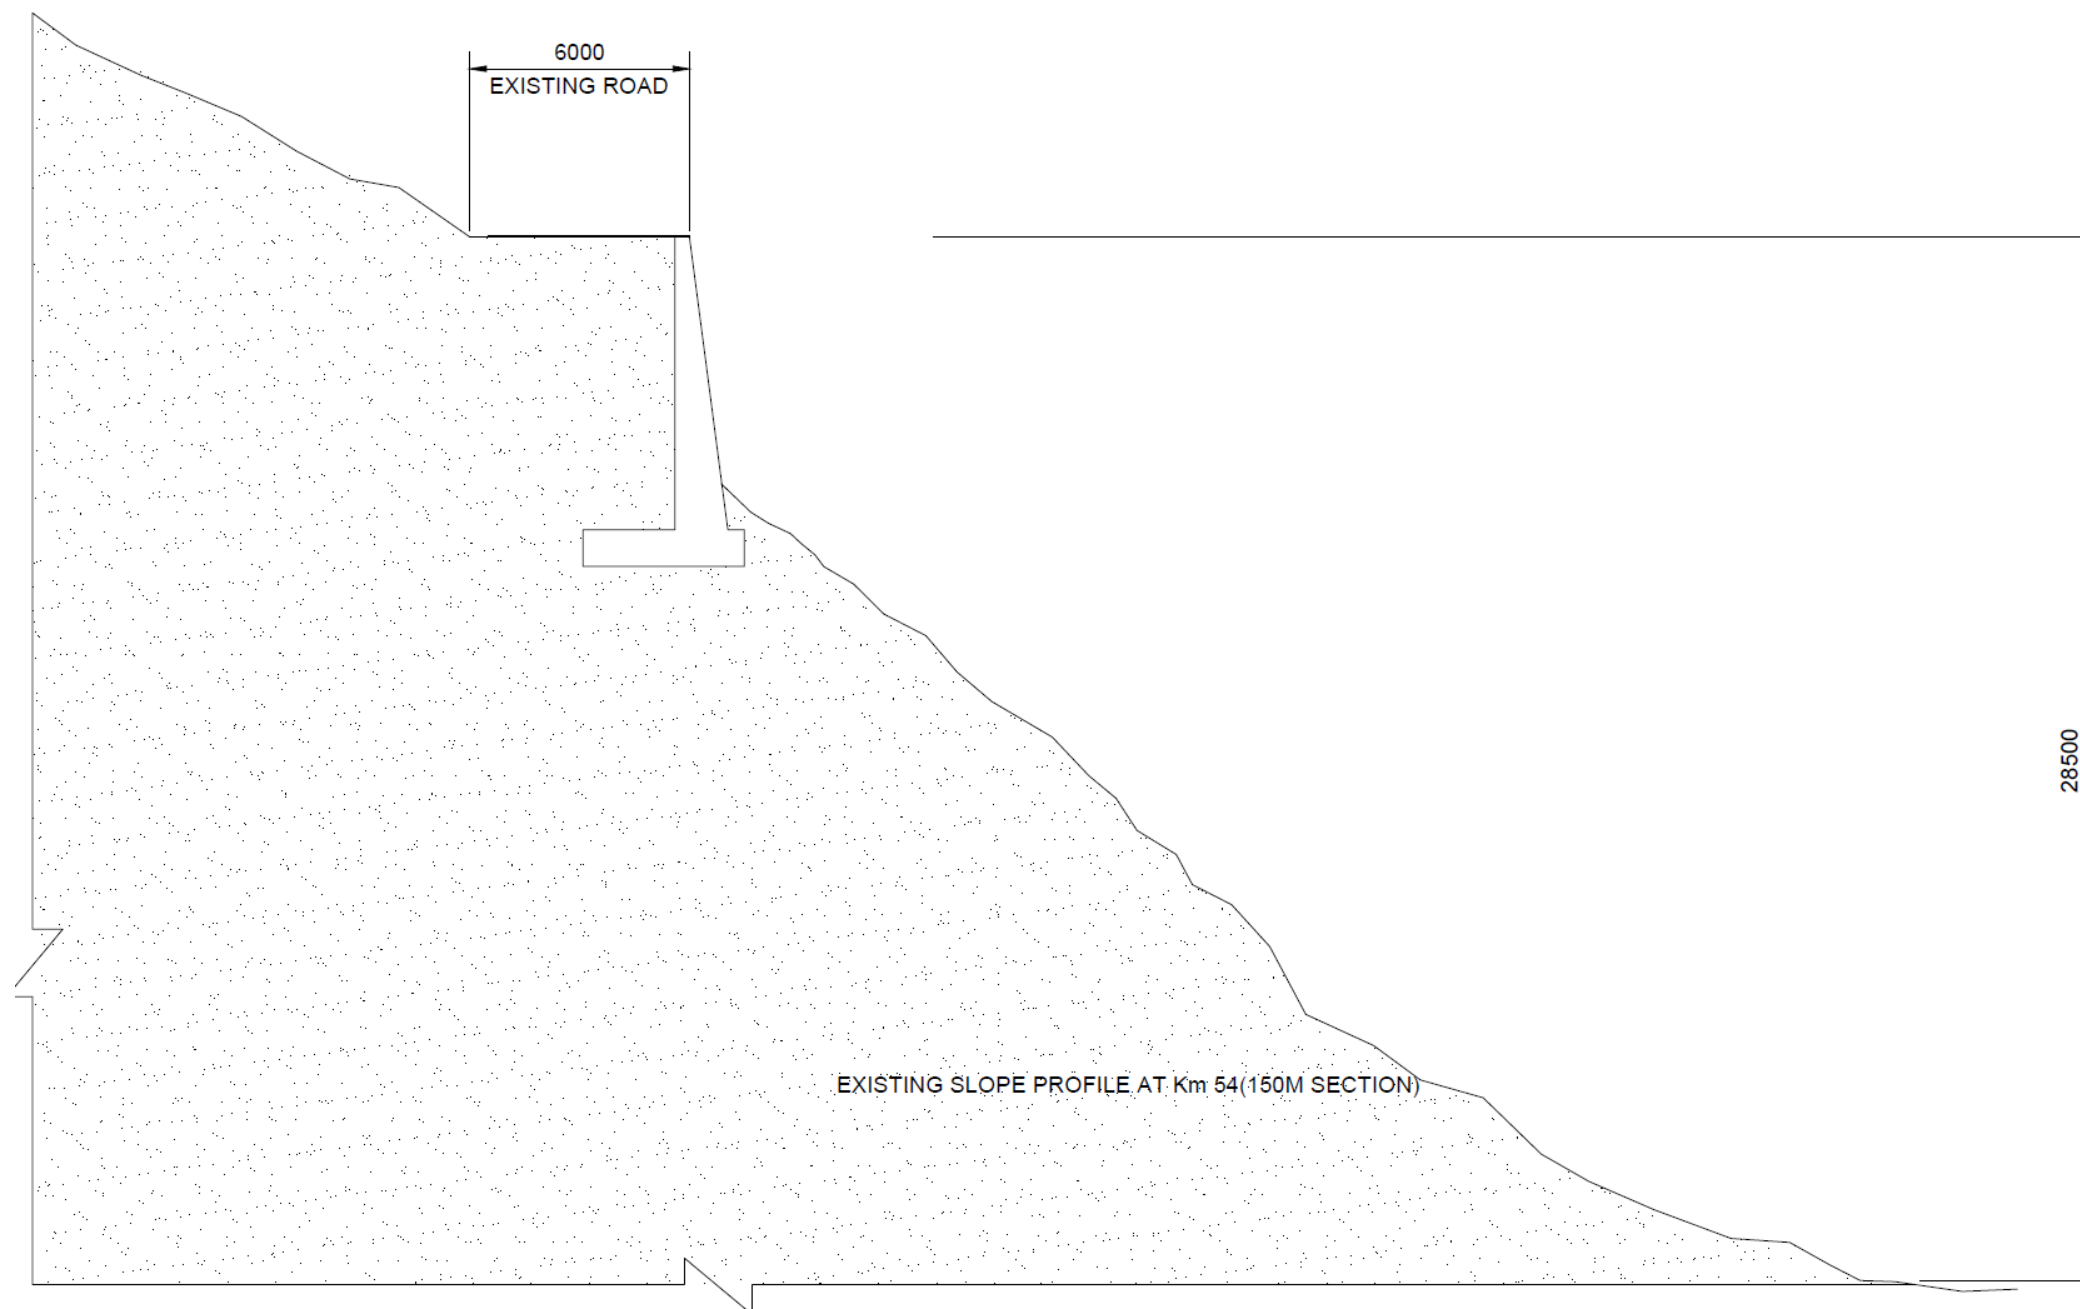 6000
EXISTING ROAD
28500
EXISTING SLOPE PROFILE AT Km 54(150M SECTION)